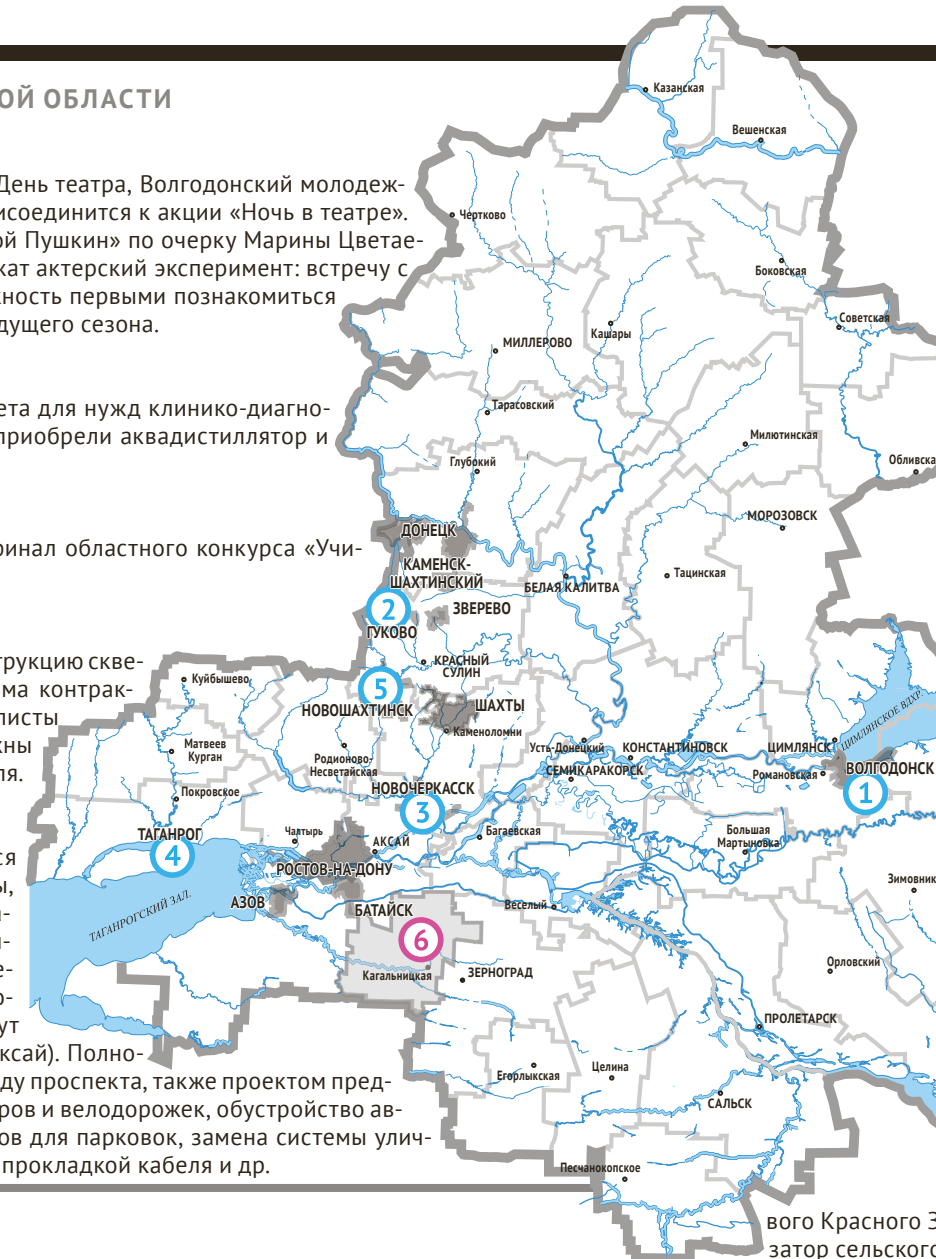 ОЙ ОБЛАСТИ
День театра, Волгодонский молодеж-
исоединится к акции «Ночь в театре».
ой Пушкин» по очерку Марины Цветае-
жат актерский эксперимент: встречу с
жность первыми познакомиться
дущего сезона.
ета для нужд клинико-диагно-
приобрели аквадистиллятор и
финал областного конкурса «Учи-
трукцию скве-
ма контрак-
листы
жны
ля.
ся
ы,
а-
и-
е-
о-
ут
ксай). Полно-
ду проспекта, также проектом пред-
ров и велодорожек, обустройство ав-
ов для парковок, замена системы улич-
прокладкой кабеля и др.
Казанская
Вешенская
Чертково
Боковская
Советская
Кашары
МИЛЛЕРОВО
Тарасовский
Милютинская
Глубокий
Обливска
МОРОЗОВСК
ДОНЕЦК
КАМЕНСК-
ШАХТИНСКИЙ
Тацинская
БЕЛАЯ КАЛИТВА
2
ЗВЕРЕВО
ГУКОВО
КРАСНЫЙ
СУЛИН
Куйбышево
5
НОВОШАХТИНСК
ШАХТЫ
Каменоломни
ЦИМЛЯНСКОЕ ВДХР.
Матвеев
Курган
Родионово-
Несветайская
Усть-Донецкий
КОНСТАНТИНОВСК
ЦИМЛЯНСК
СЕМИКАРАКОРСК
Романовская
ВОЛГОДОНСК
1
Покровское
НОВОЧЕРКАССК
3
ТАГАНРОГ
4
Чалтырь
АКСАЙ
Багаевская
Большая
Мартыновка
РОСТОВ-НА-ДОНУ
Зимовник
АЗОВ
БАТАЙСК
Веселый
ТАГАНРОГСКИЙ ЗАЛ.
6
Кагальницкая
ЗЕРНОГРАД
Орловский
ПРОЛЕТАРСК
Егорлыкская
Целина
САЛЬСК
Песчанокопское
вого Красного З
затор сельского